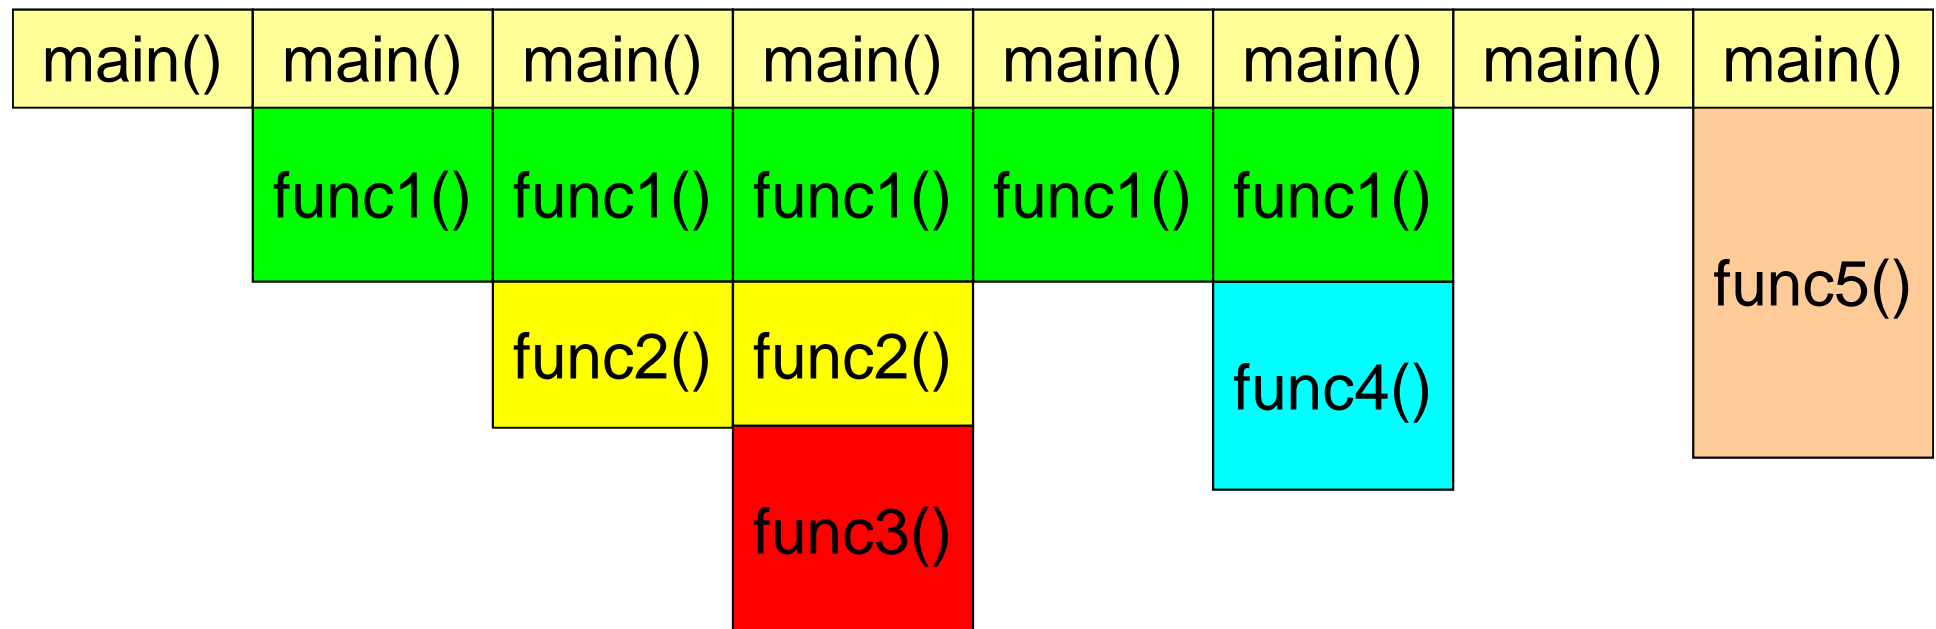 main() main() main() main() main() main() main() main()
func1() func1() func1() func1() func1()
func5()
func2() func2()
func4()
func3()